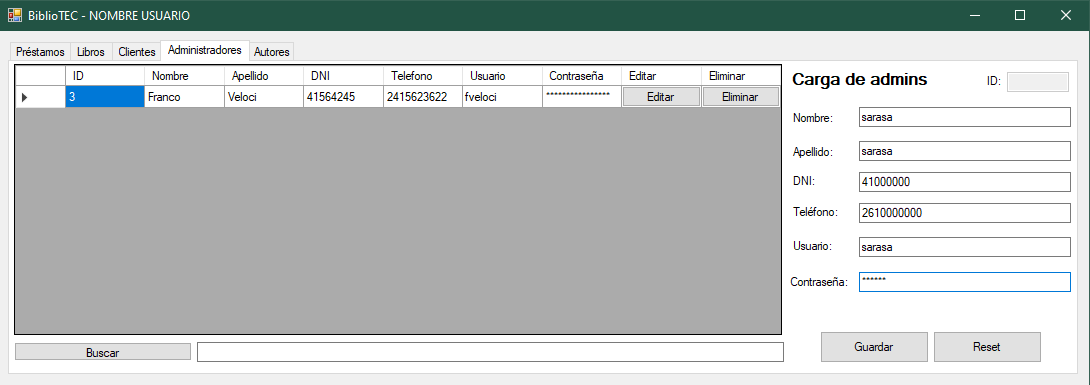 BiblioTEC - NOMBRE USUARIO
Préstamos Libros Clientes Administradores Autores
ID Nombre Apellido DNI Telefono Usuario Contraseña Editar Eliminar
3 Franco Veloci 41564245 2415623622 fveloci **************** Editar Eliminar
Carga de admins ID:
Nombre: sarasa
Apellido: sarasa
DNI: 41000000
Teléfono: 2610000000
Usuario: sarasa
Contraseña: ******
Guardar Reset
Buscar